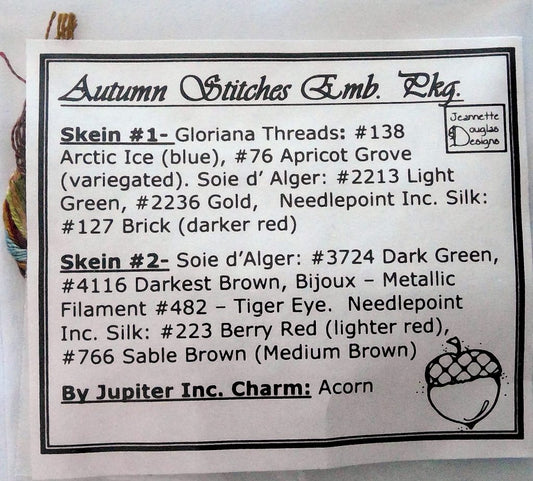 Autumn Stitches Emb. Pkg.
Jeannette
Douglas
Designs
Skein #1- Gloriana Threads: #138
Arctic Ice (blue), #76 Apricot Grove
(variegated). Soie d' Alger: #2213 Light
Green, #2236 Gold, Needlepoint Inc. Silk:
#127 Brick (darker red)
Skein #2- Soie d'Alger: #3724 Dark Green,
#4116 Darkest Brown, Bijoux – Metallic
Filament #482 – Tiger Eye. Needlepoint
Inc. Silk: #223 Berry Red (lighter red),
#766 Sable Brown (Medium Brown)
By Jupiter Inc. Charm: Acorn